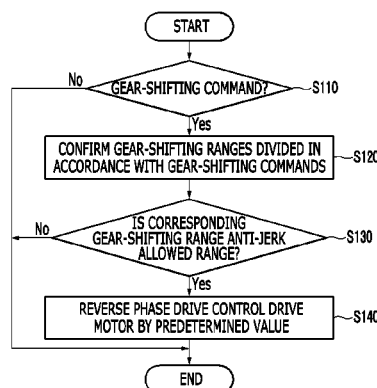 START
GEAR-SHIFTING COMMAND?
S110
No
Yes
CONFIRM GEAR-SHIFTING RANGES DIVIDED IN
ACCORDANCE WITH GEAR-SHIFTING COMMANDS
S120
IS CORRESPONDING
GEAR-SHIFTING RANGE ANTI-JERK
ALLOWED RANGE?
S130
No
Yes
REVERSE PHASE DRIVE CONTROL DRIVE
MOTOR BY PREDETERMINED VALUE
S140
END